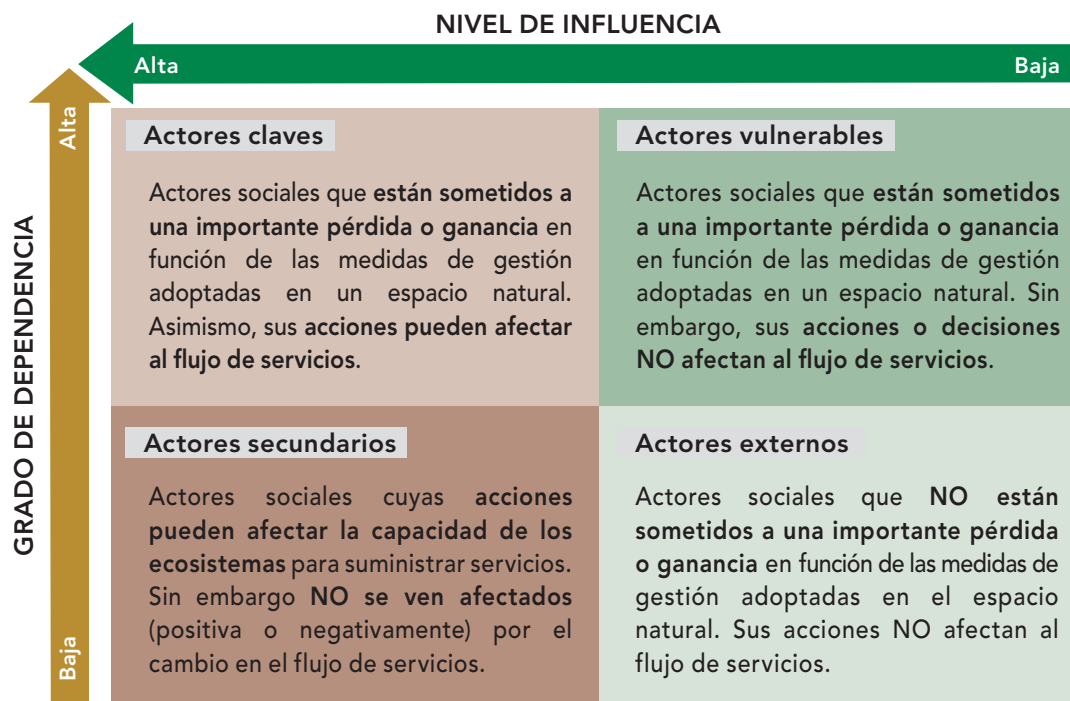 NIVEL DE INFLUENCIA
Alta
Baja
GRADO DE DEPENDENCIA
Alta
Baja
Actores claves
Actores sociales que están sometidos a
una importante pérdida o ganancia en
función de las medidas de gestión
adoptadas en un espacio natural.
Asimismo, sus acciones pueden afectar
al flujo de servicios.
Actores vulnerables
Actores sociales que están sometidos
a una importante pérdida o ganancia
en función de las medidas de gestión
adoptadas en un espacio natural. Sin
embargo, sus acciones o decisiones
NO afectan al flujo de servicios.
Actores secundarios
Actores sociales cuyas acciones
pueden afectar la capacidad de los
ecosistemas para suministrar servicios.
Sin embargo NO se ven afectados
(positiva o negativamente) por el
cambio en el flujo de servicios.
Actores externos
Actores sociales que NO están
sometidos a una importante pérdida
o ganancia en función de las medidas de
gestión adoptadas en el espacio
natural. Sus acciones NO afectan al
flujo de servicios.